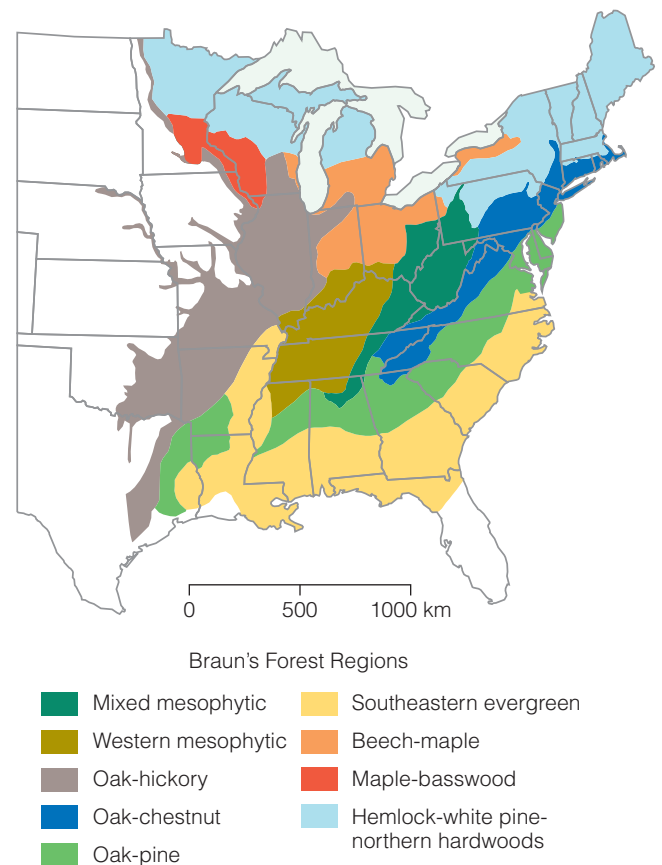 0 500 1000 km
Braun's Forest Regions
Mixed mesophytic
Western mesophytic
Oak-hickory
Oak-chestnut
Oak-pine
Southeastern evergreen
Beech-maple
Maple-basswood
Hemlock-white pine-
northern hardwoods